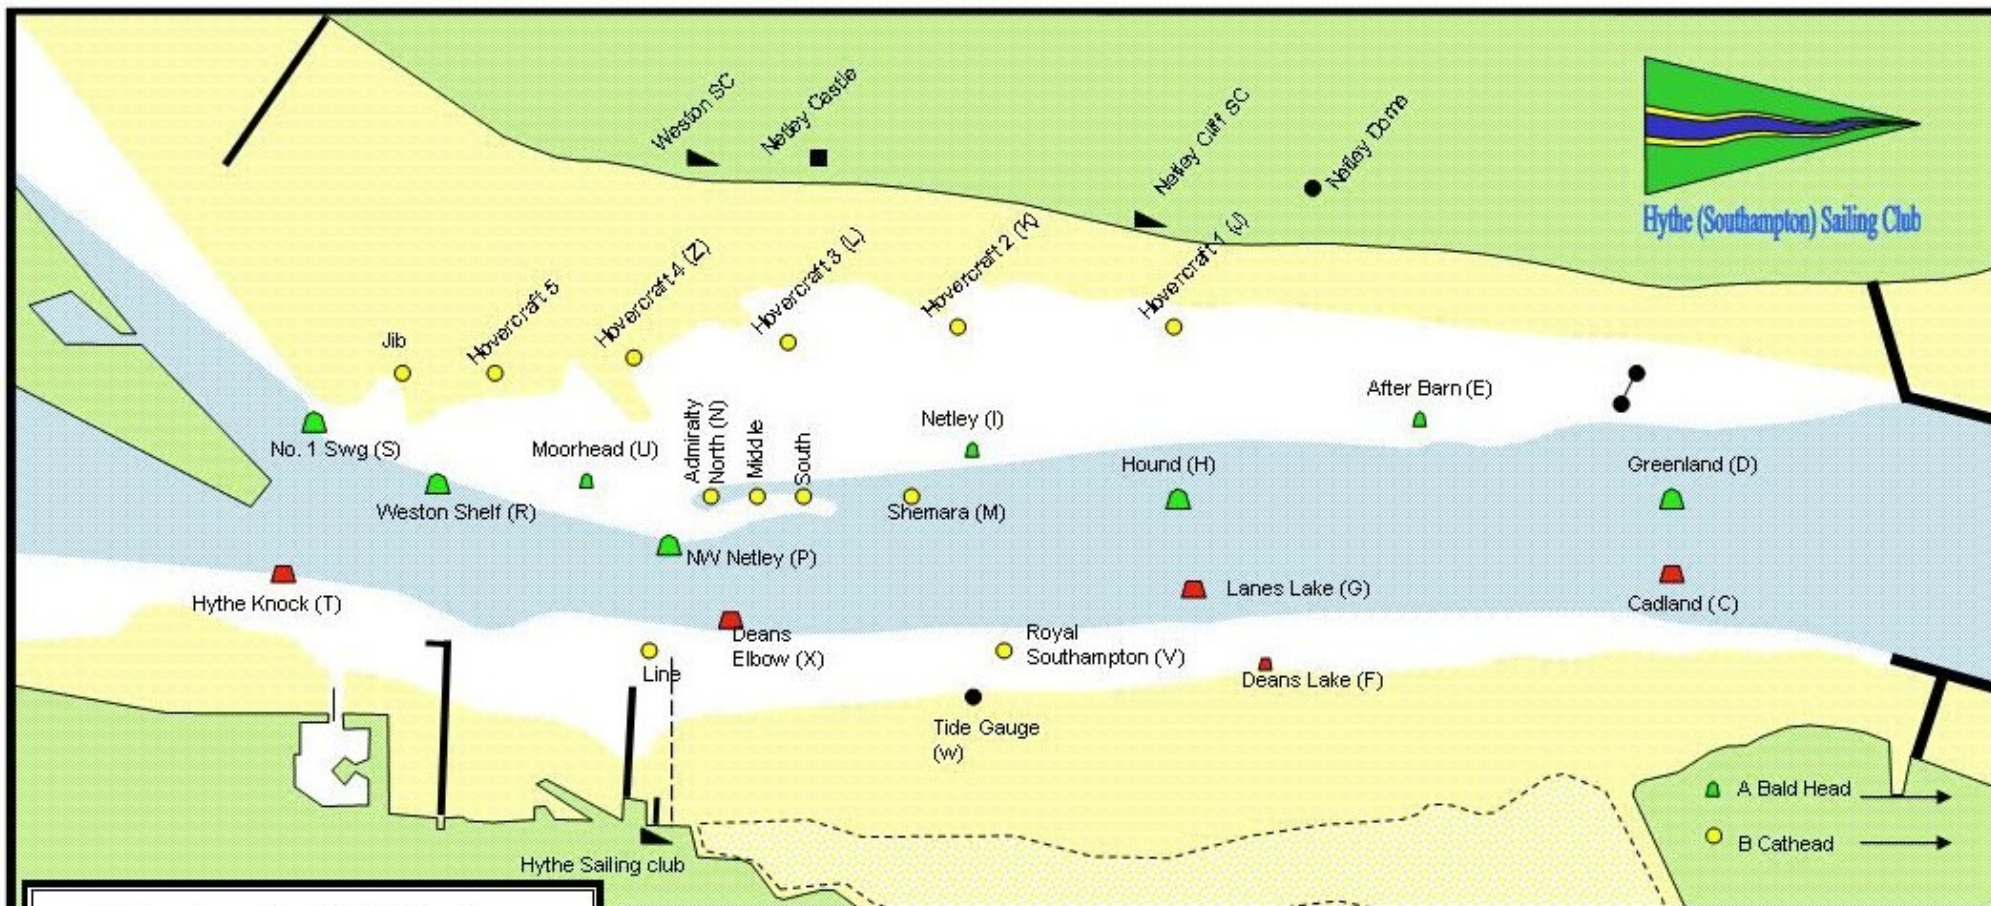 Weston SC
Netley Castle
Netley Cliff SC
Netley Dome
Hythe (Southampton) Sailing Club
Jib
Hovercraft 5
Hovercraft 4 (Z)
Hovercraft 3 (L)
Hovercraft 2 (K)
Hovercraft 1 (J)
After Barn (E)
No. 1 Swg (S)
Moorhead (U)
Admiralty
North (N)
Middle
South
Netley (I)
Hound (H)
Greenland (D)
Weston Shelf (R)
Shemara (M)
NW Netley (P)
Hythe Knock (T)
Lanes Lake (G)
Cadland (C)
Line
Deans
Elbow (X)
Royal
Southampton (V)
Deans Lake (F)
Tide Gauge
(w)
A Bald Head
B Cathead
Hythe Sailing club